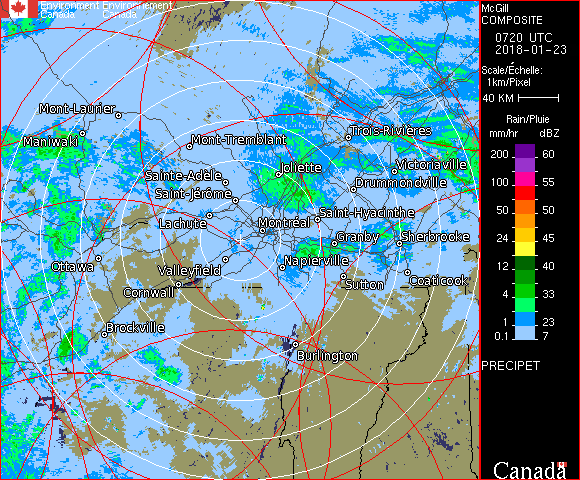 Environment Environnement
Canada Canada
McGill
COMPOSITE
0720 UTC
2018-01-23
Scale/Échelle:
1km/Pixel
40 KM
Rain/Pluie
mm/hr dBZ
200 60
100 55
50 50
24 45
12 40
4 33
1 23
0.1 7
PRECIPET
Canada
Mont-Laurier
Maniwaki
Mont-Tremblant
Trois-Rivières
Sainte-Adèle
Joliette
Victoriaville
Saint-Jérôme
Drummondville
Lachute
Montréal
Saint-Hyacinthe
Granby
Sherbrooke
Ottawa
Valleyfield
Napierville
Cornwall
Sutton
Coaticook
Brockville
Burlington